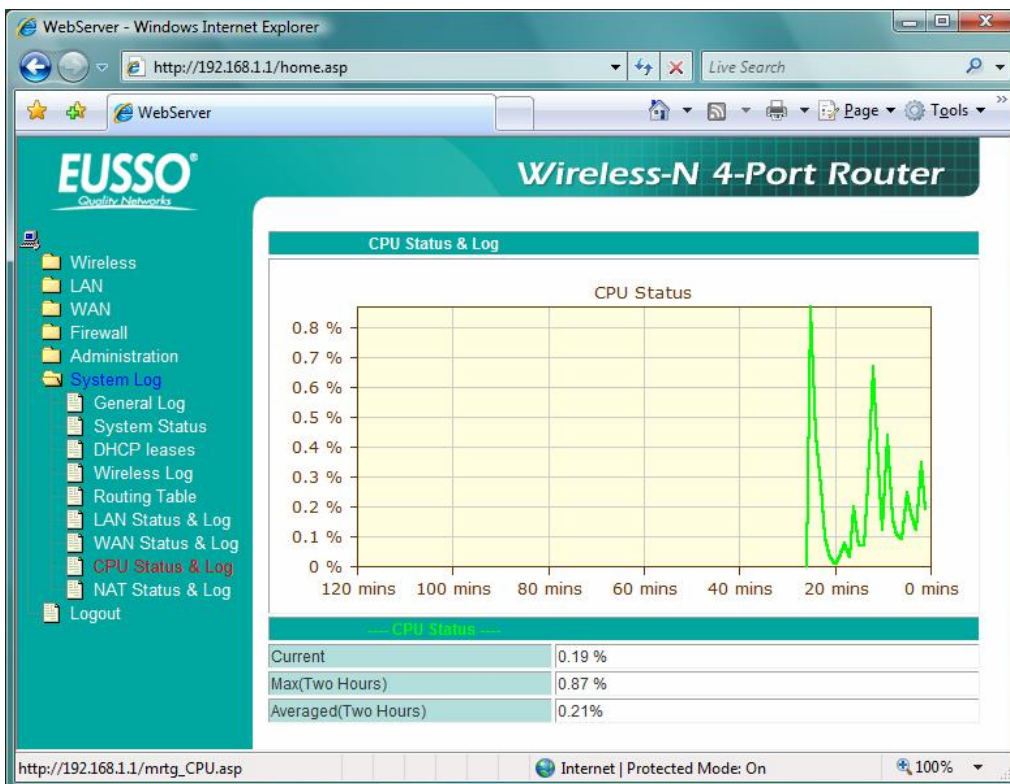 WebServer - Windows Internet Explorer
http://192.168.1.1/home.asp
Live Search
WebServer
Page
Tools
»
EUSSO®
Quality Networks
Wireless-N 4-Port Router
Wireless
LAN
WAN
Firewall
Administration
System Log
General Log
System Status
DHCP leases
Wireless Log
Routing Table
LAN Status & Log
WAN Status & Log
CPU Status & Log
NAT Status & Log
Logout
CPU Status & Log
CPU Status
0.8 %
0.7 %
0.6 %
0.5 %
0.4 %
0.3 %
0.2 %
0.1 %
0 %
120 mins 100 mins 80 mins 60 mins 40 mins 20 mins 0 mins
---- CPU Status ----
Current 0.19 %
Max(Two Hours) 0.87 %
Averaged(Two Hours) 0.21%
http://192.168.1.1/mrtg_CPU.asp
Internet | Protected Mode: On
100%